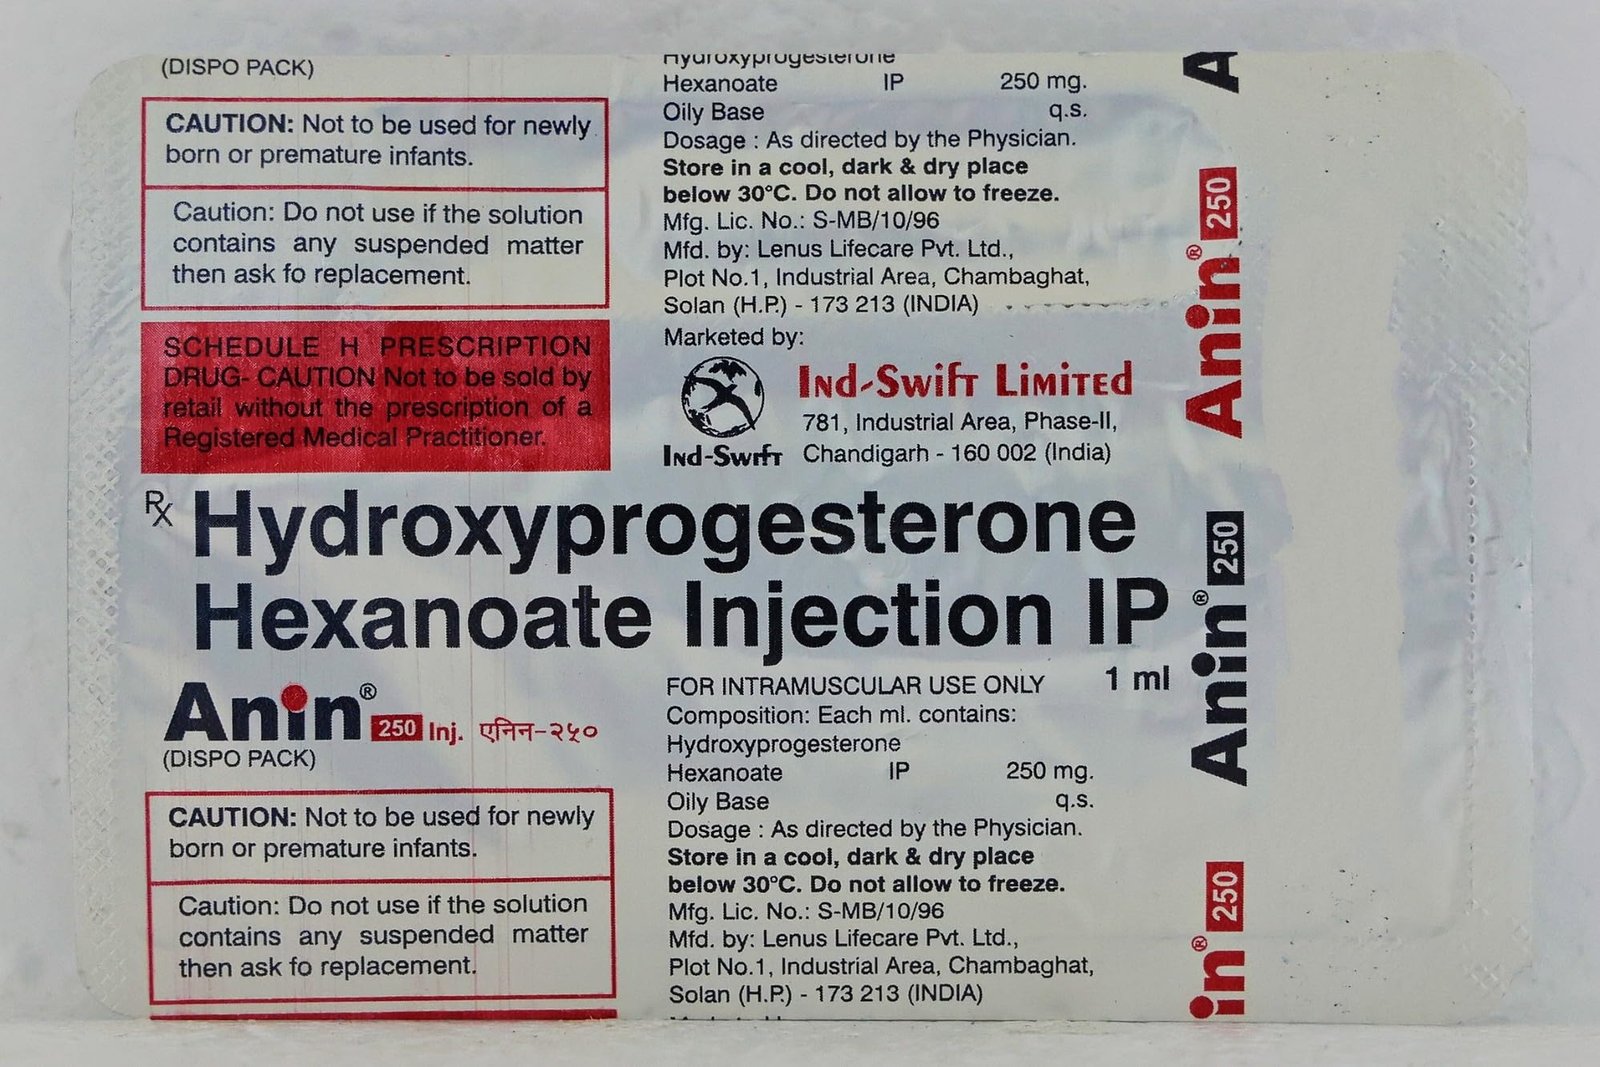 (DISPO PACK)
CAUTION: Not to be used for newly
born or premature infants.
Caution: Do not use if the solution
contains any suspended matter
then ask fo replacement.
SCHEDULE H PRESCRIPTION
DRUG- CAUTION Not to be sold by
retail without the prescription of a
Registered Medical Practitioner.
Hydroxyprogesterone
Hexanoate IP 250 mg.
Oily Base q.s.
Dosage : As directed by the Physician.
Store in a cool, dark & dry place
below 30°C. Do not allow to freeze.
Mfg. Lic. No.: S-MB/10/96
Mfd. by: Lenus Lifecare Pvt. Ltd.,
Plot No.1, Industrial Area, Chambaghat,
Solan (H.P.) - 173 213 (INDIA)
Marketed by:
Ind-Swift Limited
781, Industrial Area, Phase-II,
Ind-Swift Chandigarh - 160 002 (India)
Rx Hydroxyprogesterone
Hexanoate Injection IP
1 ml
Anin® 250 Inj. एनिन-२५०
(DISPO PACK)
CAUTION: Not to be used for newly
born or premature infants.
Caution: Do not use if the solution
contains any suspended matter
then ask fo replacement.
FOR INTRAMUSCULAR USE ONLY
Composition: Each ml. contains:
Hydroxyprogesterone
Hexanoate IP 250 mg.
Oily Base q.s.
Dosage : As directed by the Physician.
Store in a cool, dark & dry place
below 30°C. Do not allow to freeze.
Mfg. Lic. No.: S-MB/10/96
Mfd. by: Lenus Lifecare Pvt. Ltd.,
Plot No.1, Industrial Area, Chambaghat,
Solan (H.P.) - 173 213 (INDIA)
A
Anin® 250
Anin® 250
in® 250